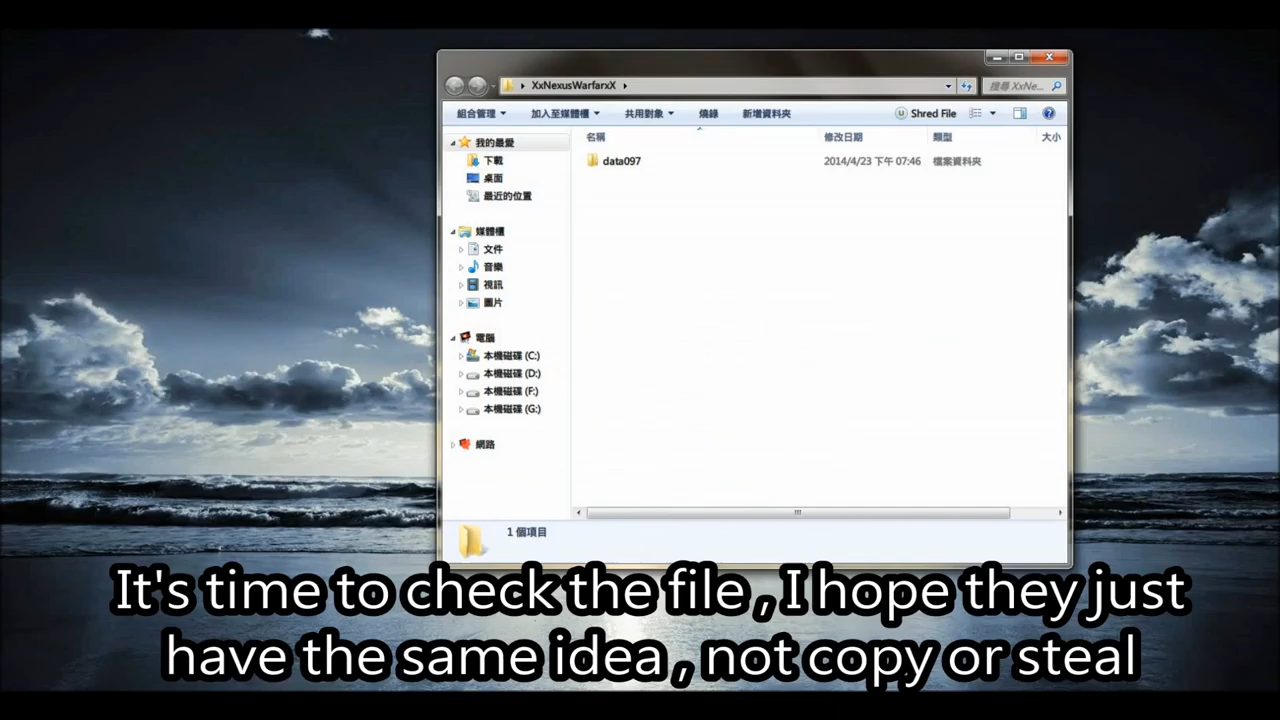 XxNexusWarfarxX
搜尋 XxNe...
組合管理
加入至媒體櫃
共用對象
燒錄
新增資料夾
Shred File
我的最愛
下載
桌面
最近的位置
媒體櫃
文件
音樂
視訊
圖片
電腦
本機磁碟 (C:)
本機磁碟 (D:)
本機磁碟 (F:)
本機磁碟 (G:)
網路
名稱
修改日期
類型
大小
data097
2014/4/23 下午 07:46
檔案資料夾
1 個項目
It's time to check the file , I hope they just
have the same idea , not copy or steal